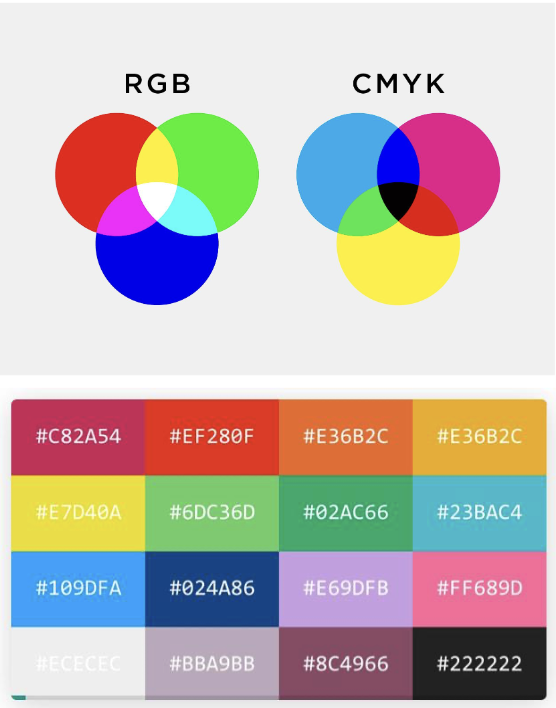 RGB CMYK
#C82A54 #EF280F #E36B2C #E36B2C
#E7D40A #6DC36D #02AC66 #23BAC4
#109DFA #024A86 #E69DFB #FF689D
#ECECEC #BBA9BB #8C4966 #222222